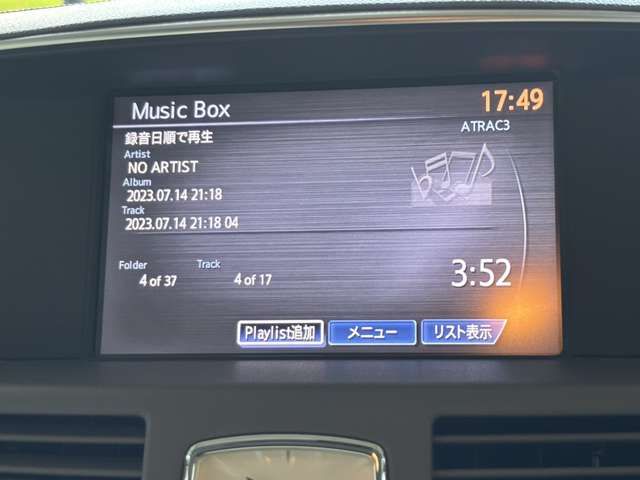 Music Box
17:49
ATRAC3
録音日順で再生
Artist
NO ARTIST
Album
2023.07.14 21:18
Track
2023.07.14 21:18 04
Folder Track
4 of 37 4 of 17
3:52
Playlist追加 メニュー リスト表示